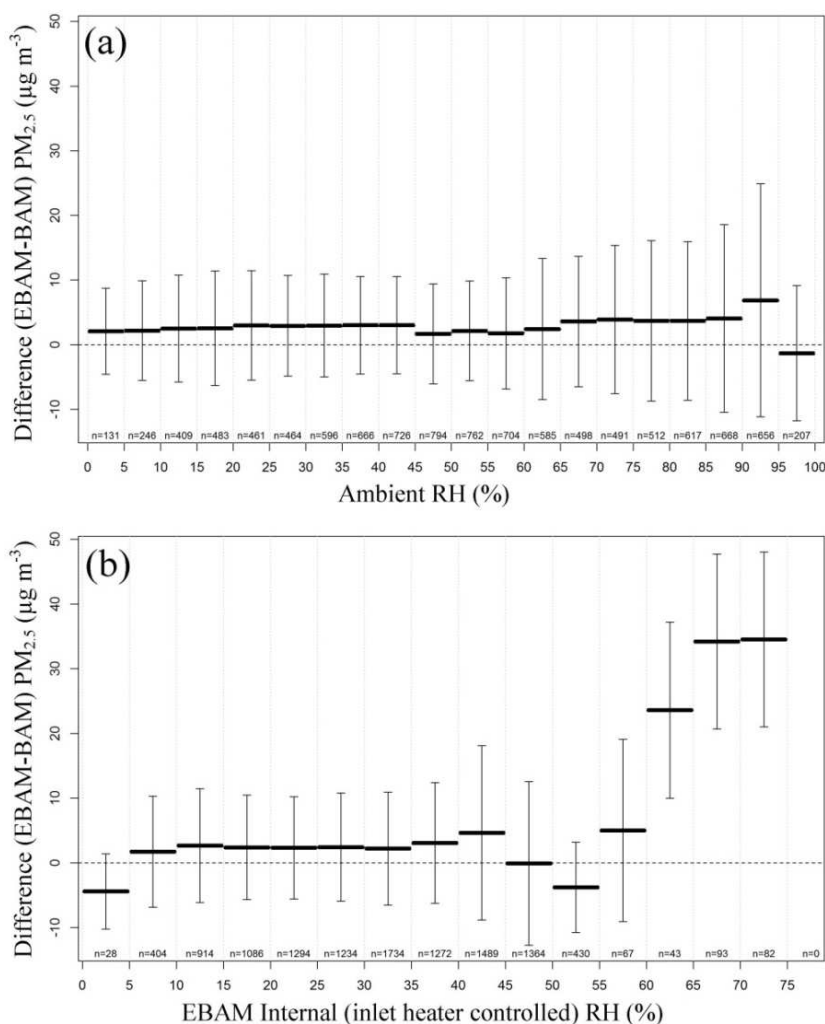 (a)
Difference (EBAM-BAM) PM2.5 (µg m-3)
50
40
30
20
10
0
-10
n=131 n=246 n=409 n=483 n=461 n=464 n=596 n=666 n=726 n=794 n=762 n=704 n=585 n=498 n=491 n=512 n=617 n=668 n=656 n=207
0 5 10 15 20 25 30 35 40 45 50 55 60 65 70 75 80 85 90 95 100
Ambient RH (%)
(b)
Difference (EBAM-BAM) PM2.5 (µg m-3)
50
40
30
20
10
0
-10
n=28 n=404 n=914 n=1086 n=1294 n=1234 n=1734 n=1272 n=1489 n=1364 n=430 n=67 n=43 n=93 n=82 n=0
0 5 10 15 20 25 30 35 40 45 50 55 60 65 70 75
EBAM Internal (inlet heater controlled) RH (%)